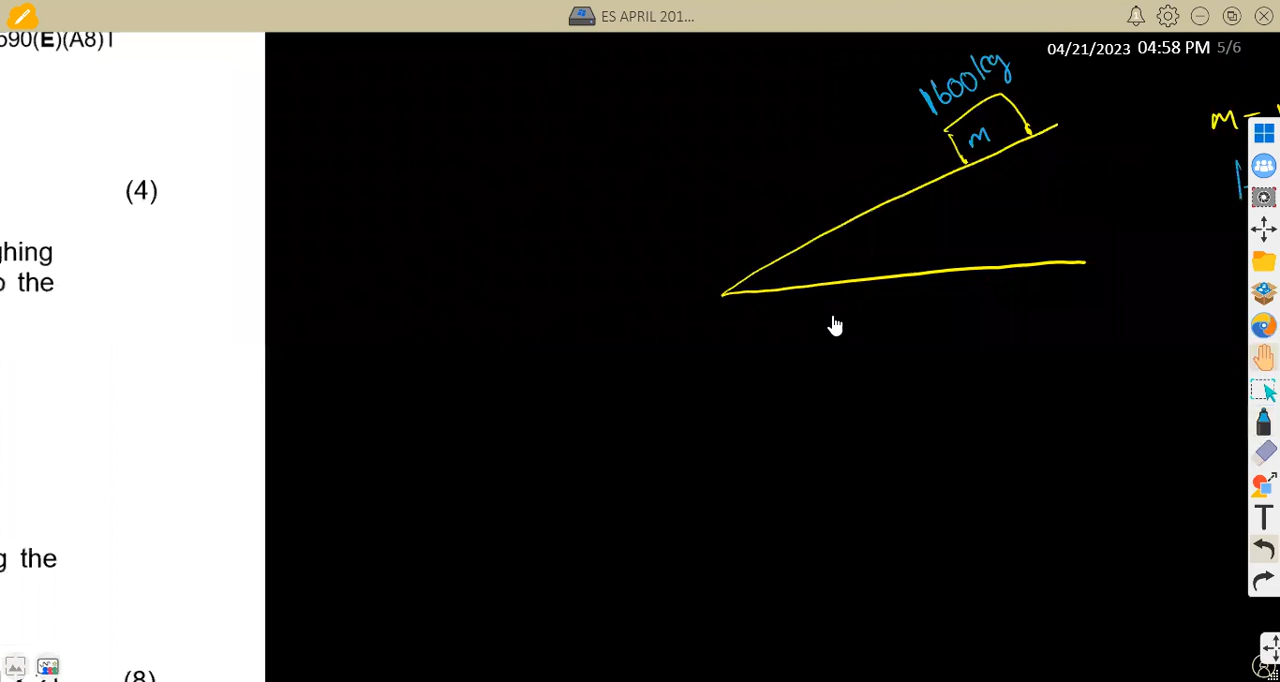 ES APRIL 201...
590(E)(A8)T
04/21/2023 04:58 PM 5/6
1600kg
m
m =
(4)
ghing
o the
g the
(8)
T